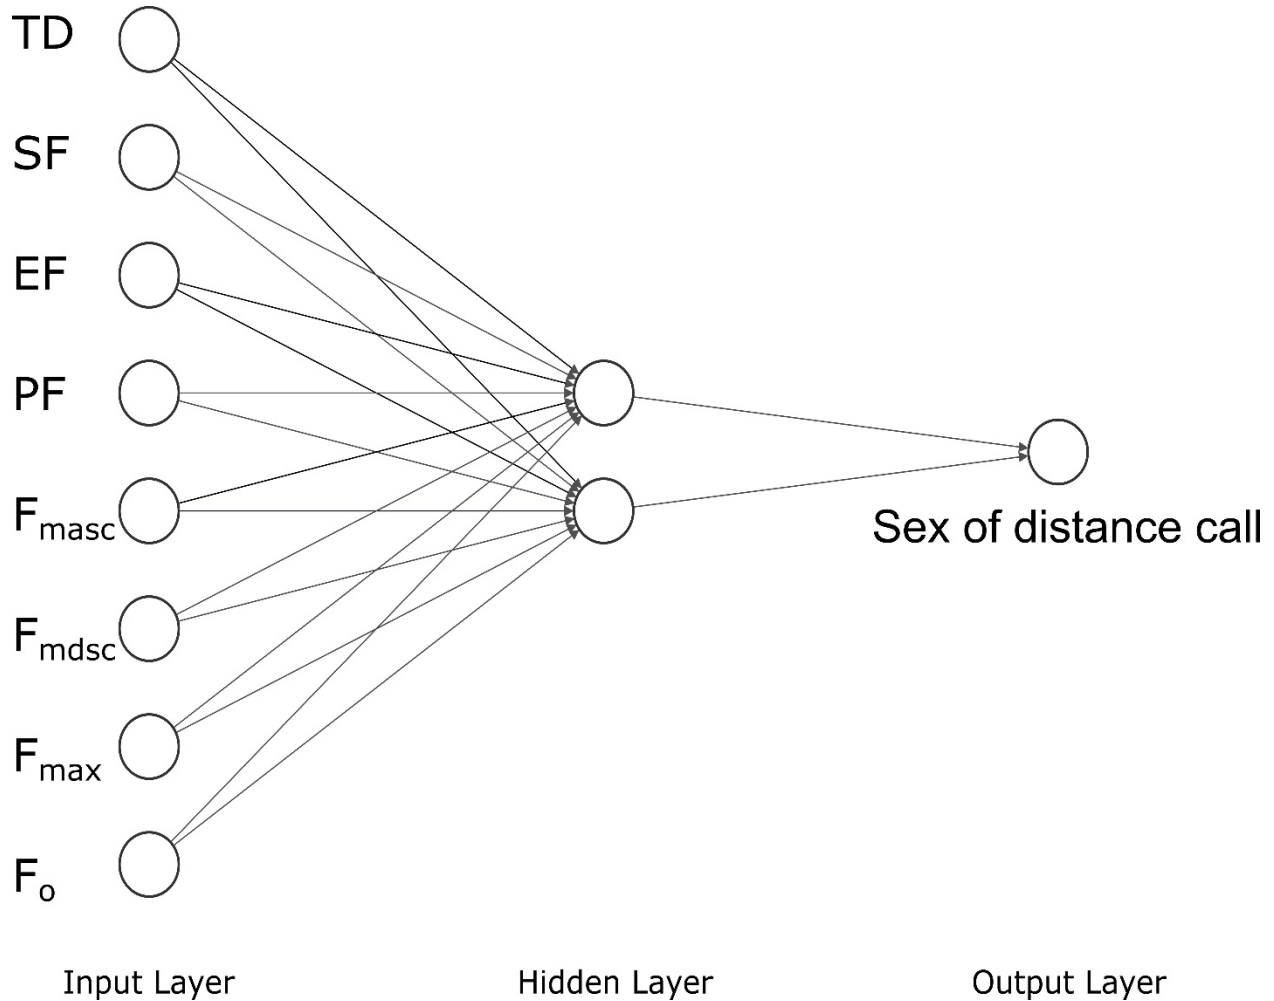 TD
SF
EF
PF
Fmasc
Fmdsc
Fmax
Fo
Sex of distance call
Input Layer Hidden Layer Output Layer